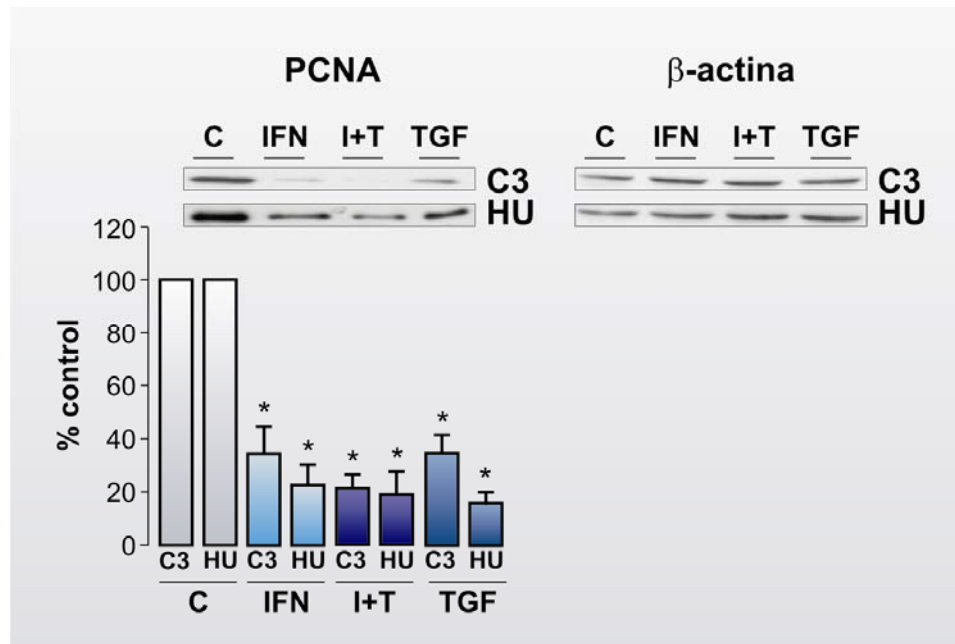 PCNA
β-actina
C IFN I+T TGF
C IFN I+T TGF
C3
C3
HU
HU
120
100
80
60
40
20
0
% control
* * * * * *
C3 HU C3 HU C3 HU C3 HU
C IFN I+T TGF